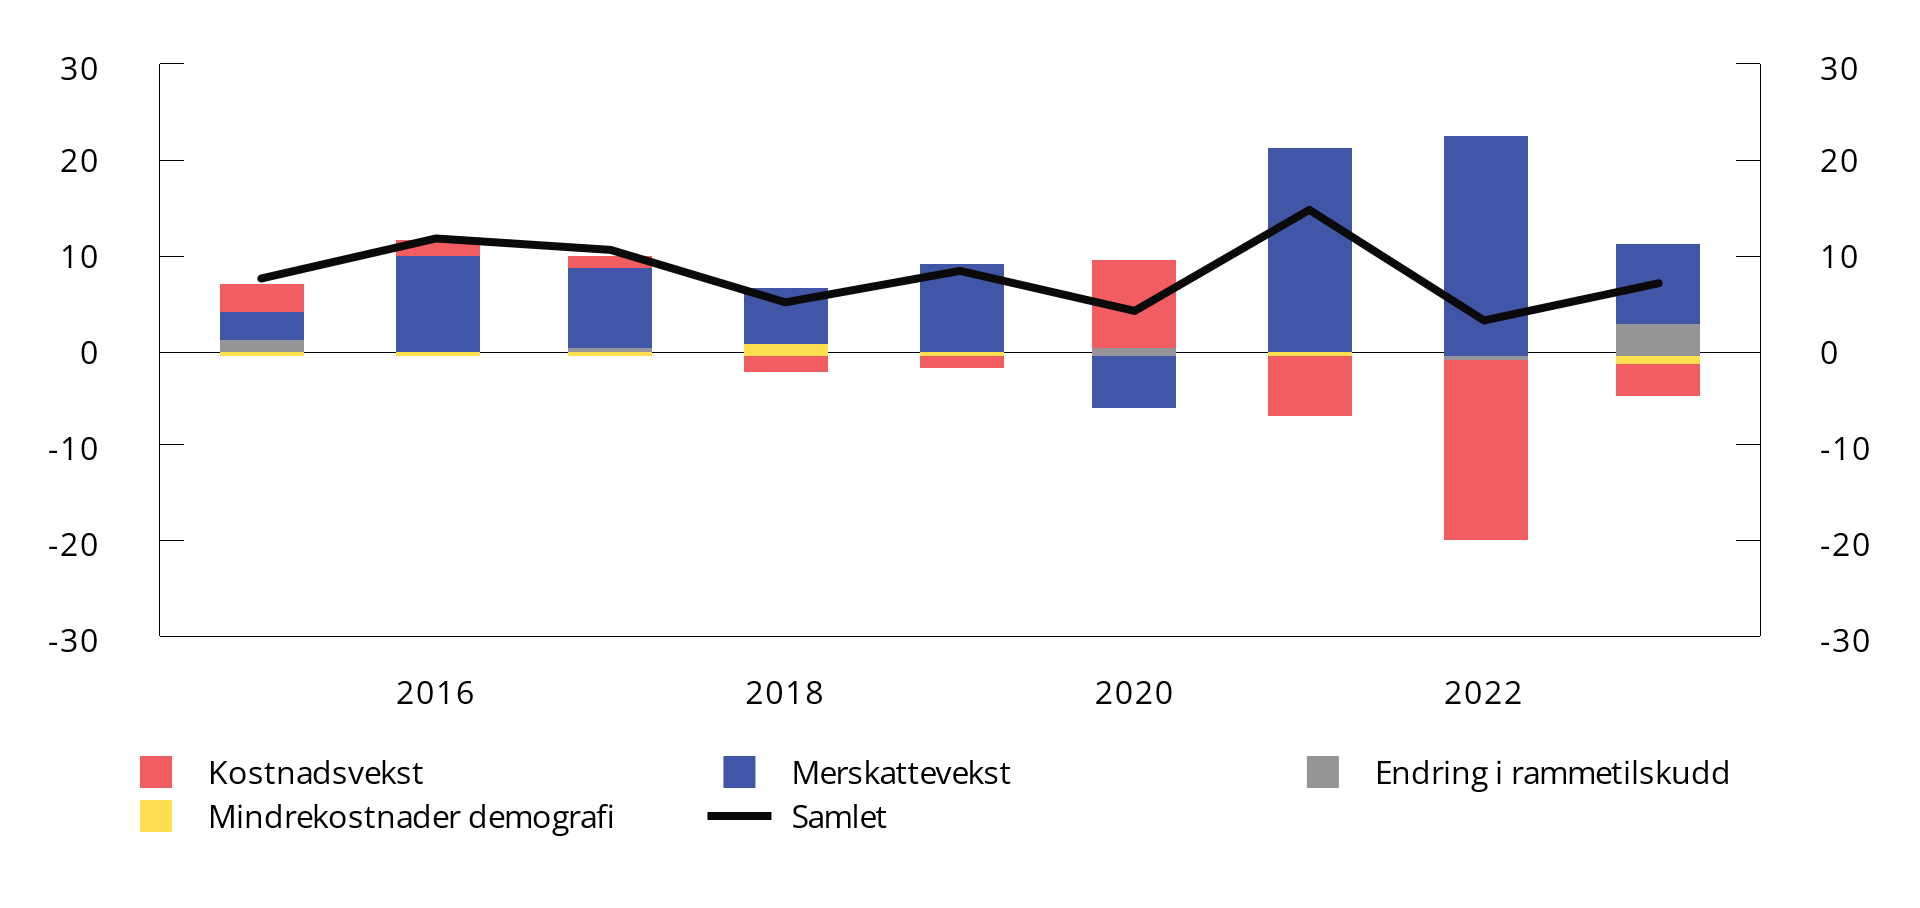 30 30
20 20
10 10
0 0
-10 -10
-20 -20
-30 -30
2016 2018 2020 2022
Kostnadsvekst Merskattevekst Endring i rammetilskudd
Mindrekostnader demografi Samlet